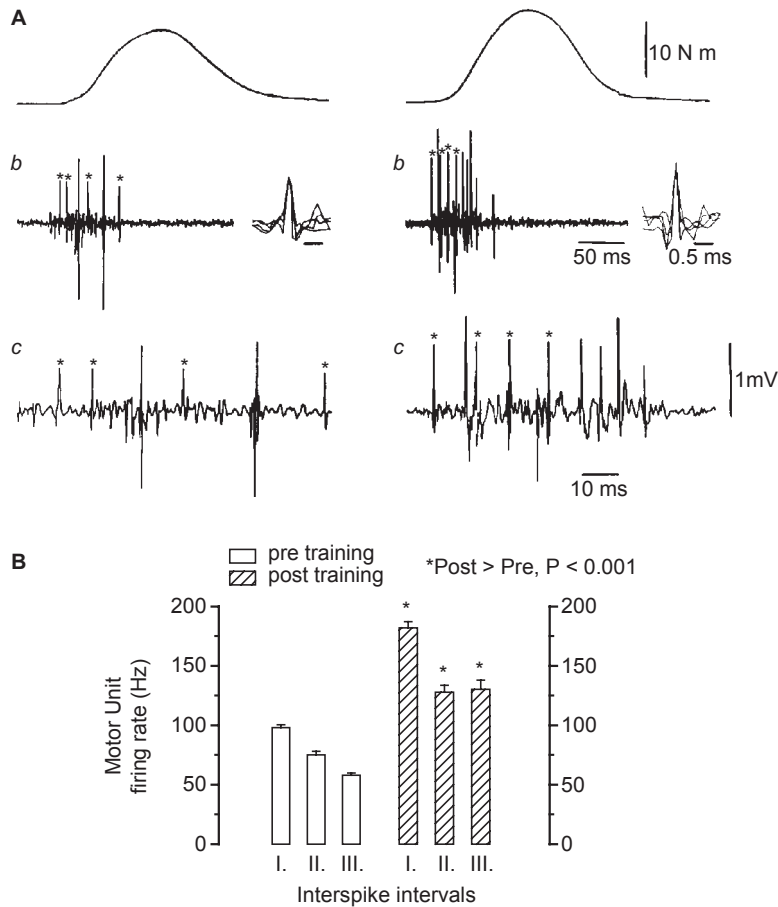 A
10 N m
b
* * * *
b
* * * *
50 ms
0.5 ms
c
* * * *
c
* * * *
1mV
10 ms
B
pre training
post training
*Post > Pre, P < 0.001
Motor Unit
firing rate (Hz)
200
150
100
50
0
*
* *
200
150
100
50
0
I. II. III. I. II. III.
Interspike intervals